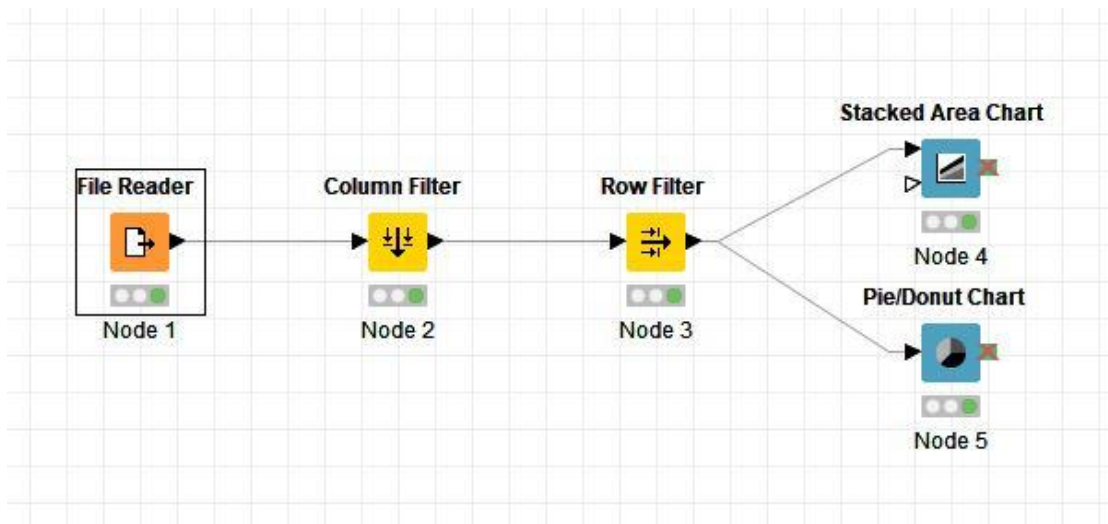 Stacked Area Chart
File Reader
Column Filter
Row Filter
Node 4
Pie/Donut Chart
Node 1
Node 2
Node 3
Node 5